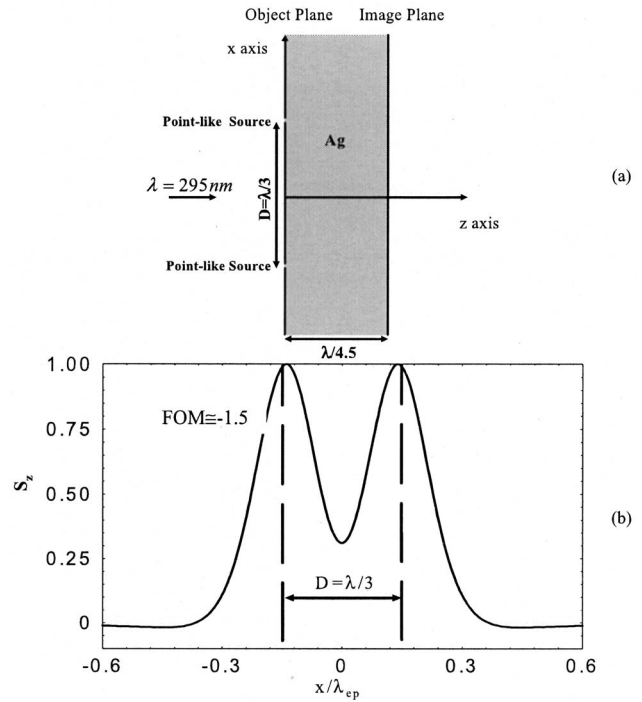 Object Plane Image Plane
x axis
Point-like Source
Ag
λ = 295nm
D=λ/3
(a)
z axis
Point-like Source
λ/4.5
1.00
FOM≅-1.5
0.75
S_z
0.50
(b)
0.25
D = λ/3
0
-0.6 -0.3 0 0.3 0.6
x/λ_ep